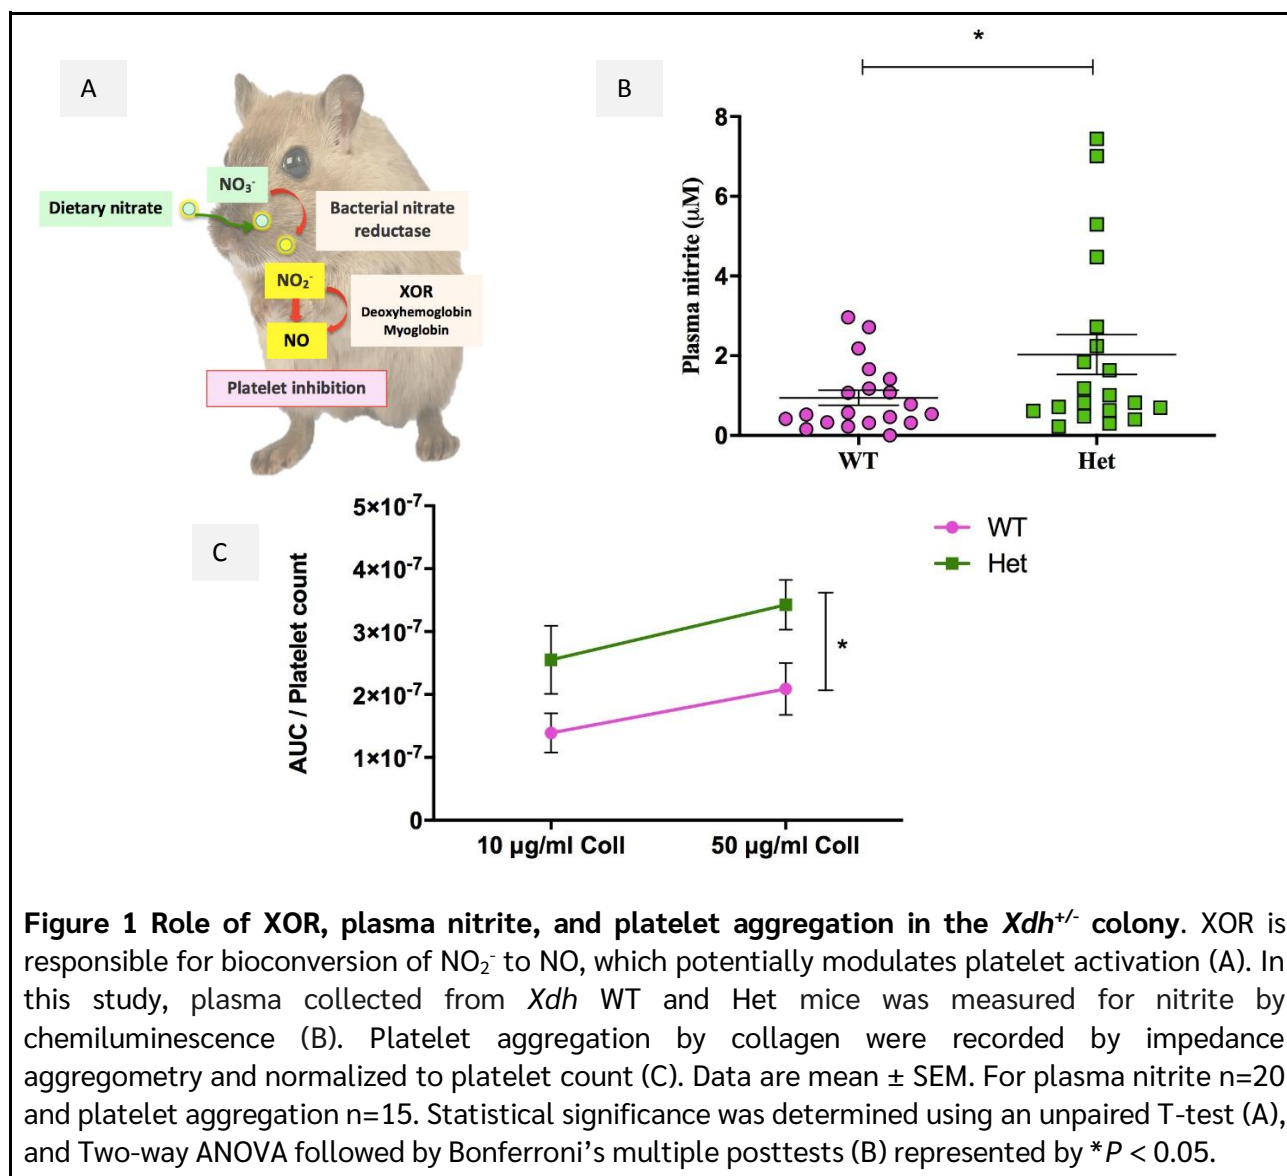 A
NO₃⁻
Dietary nitrate
Bacterial nitrate
reductase
NO₂⁻
XOR
Deoxyhemoglobin
Myoglobin
NO
Platelet inhibition
B
*
Plasma nitrite (μM)
8
6
4
2
0
WT
Het
C
AUC / Platelet count
5×10⁻⁷
4×10⁻⁷
3×10⁻⁷
2×10⁻⁷
1×10⁻⁷
0
10 μg/ml Coll
50 μg/ml Coll
*
WT
Het
Figure 1 Role of XOR, plasma nitrite, and platelet aggregation in the Xdh⁺/⁻ colony. XOR is
responsible for bioconversion of NO₂⁻ to NO, which potentially modulates platelet activation (A). In
this study, plasma collected from Xdh WT and Het mice was measured for nitrite by
chemiluminescence (B). Platelet aggregation by collagen were recorded by impedance
aggregometry and normalized to platelet count (C). Data are mean ± SEM. For plasma nitrite n=20
and platelet aggregation n=15. Statistical significance was determined using an unpaired T-test (A),
and Two-way ANOVA followed by Bonferroni’s multiple posttests (B) represented by *P < 0.05.